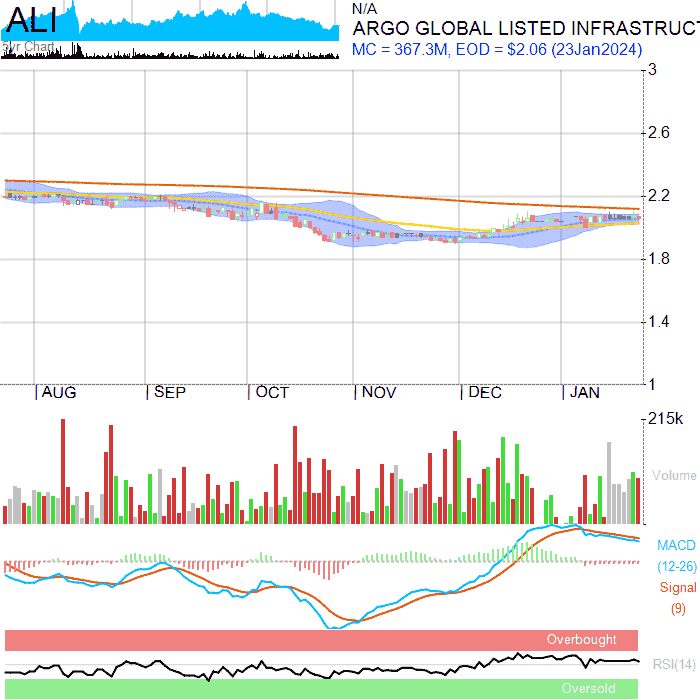 ALI
5yr Chart
N/A
ARGO GLOBAL LISTED INFRASTRUCT
MC = 367.3M, EOD = $2.06 (23Jan2024)
3
2.6
2.2
1.8
1.4
1
AUG SEP OCT NOV DEC JAN
215k
Volume
MACD
(12-26)
Signal
(9)
Overbought
RSI(14)
Oversold